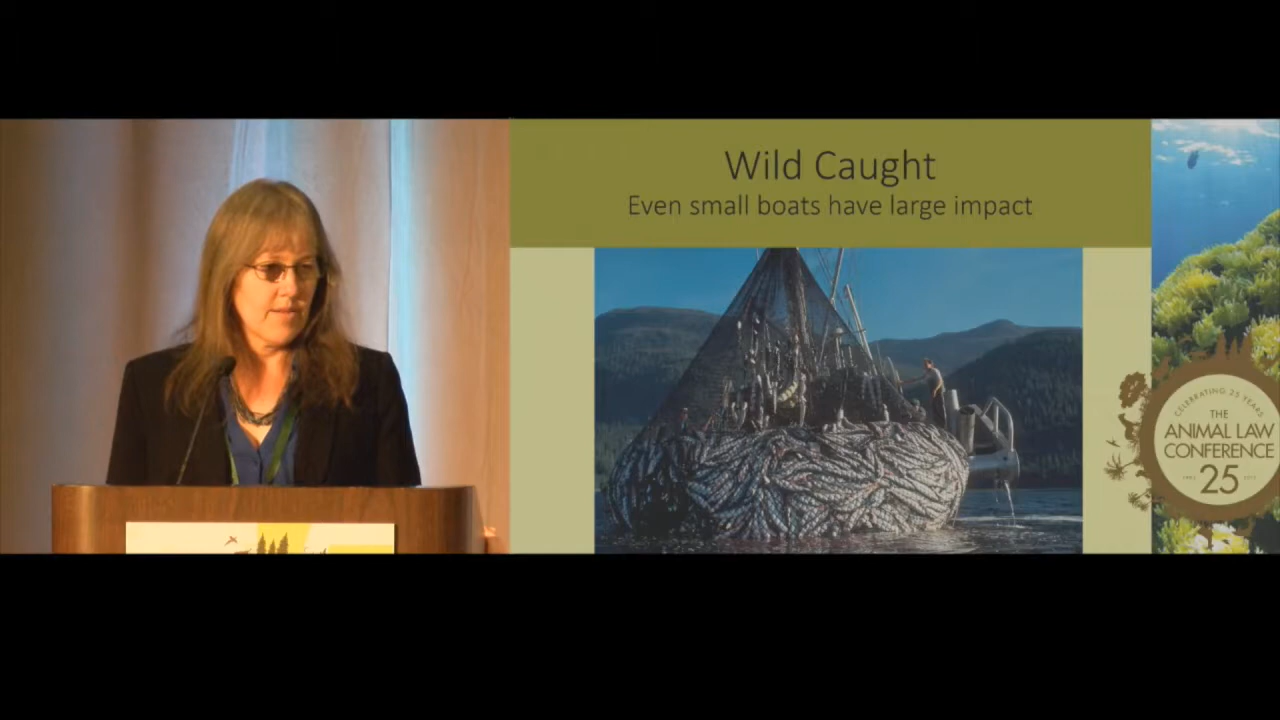 Wild Caught
Even small boats have large impact
CELEBRATING 25 YEARS
THE
ANIMAL LAW
CONFERENCE
25